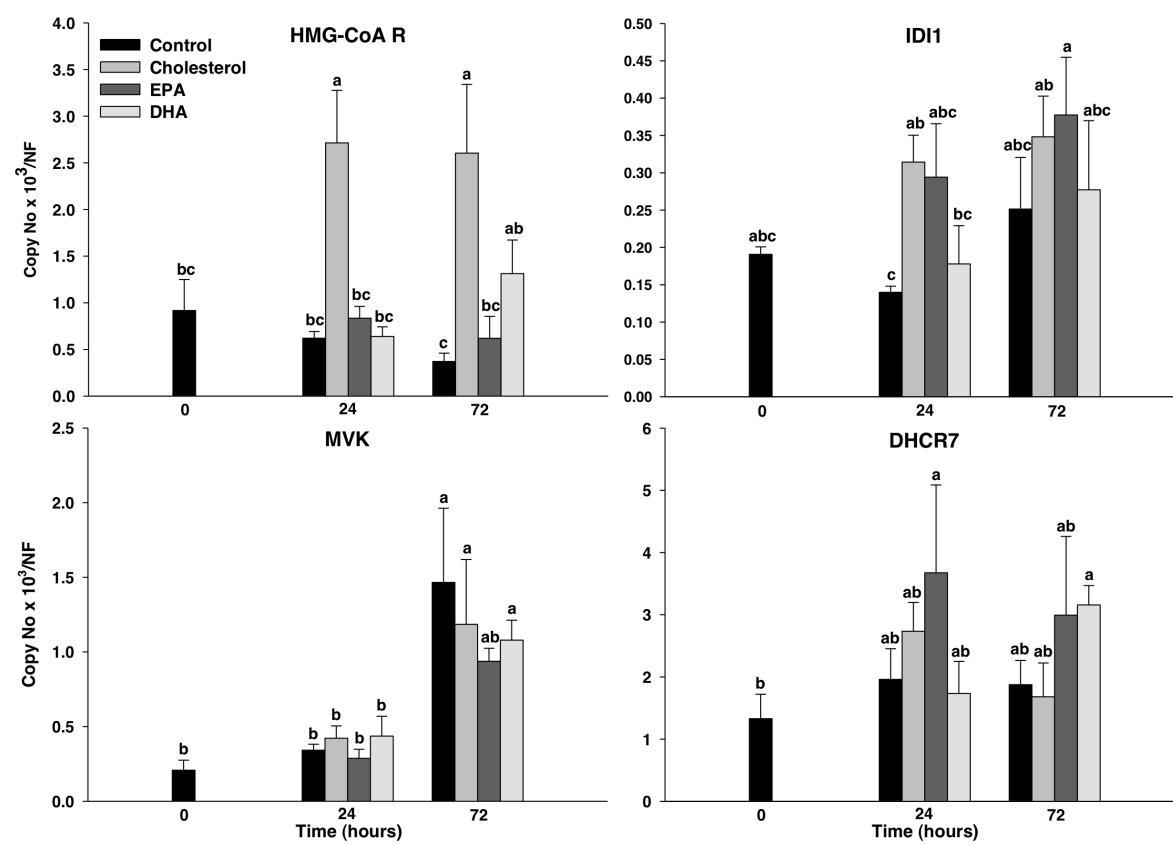 HMG-CoA R
Control
Cholesterol
EPA
DHA
Copy No x 10³/NF
4.0
3.5
3.0
2.5
2.0
1.5
1.0
0.5
0.0
bc
bc
a
bc
bc
c
a
bc
ab
0
24
72
IDI1
0.50
0.45
0.40
0.35
0.30
0.25
0.20
0.15
0.10
0.05
0.00
abc
c
ab
abc
bc
abc
ab
a
abc
0
24
72
MVK
Copy No x 10³/NF
2.5
2.0
1.5
1.0
0.5
0.0
b
b
b
b
b
a
a
ab
a
0
24
72
Time (hours)
DHCR7
6
5
4
3
2
1
0
b
ab
ab
a
ab
ab
ab
ab
a
0
24
72
Time (hours)